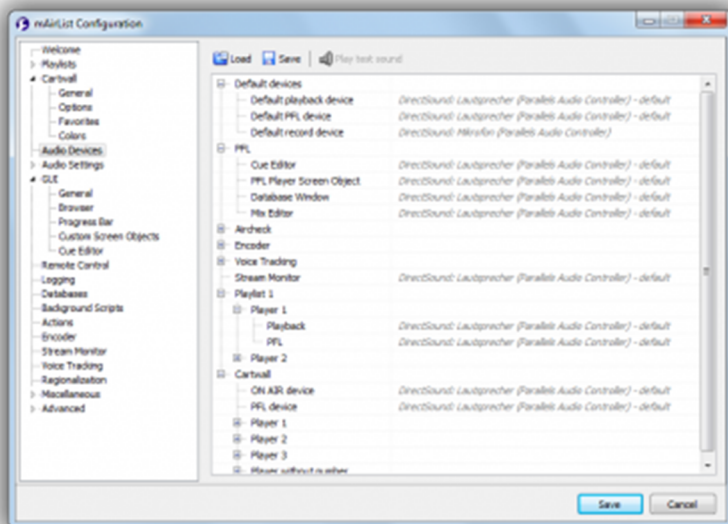 mAirList Configuration
Welcome
Playlists
Cartwall
General
Options
Favorites
Colors
Audio Devices
Audio Settings
GUI
General
Browser
Progress Bar
Custom Screen Objects
Cue Editor
Remote Control
Logging
Databases
Background Scripts
Actions
Encoder
Stream Monitor
Voice Tracking
Regionalization
Miscellaneous
Advanced
Load Save Play test sound
Default devices
Default playback device DirectSound: Lautsprecher (Parallels Audio Controller) - default
Default PFL device DirectSound: Lautsprecher (Parallels Audio Controller) - default
Default record device DirectSound: Mikrofon (Parallels Audio Controller)
PFL
Cue Editor DirectSound: Lautsprecher (Parallels Audio Controller) - default
PFL Player Screen Object DirectSound: Lautsprecher (Parallels Audio Controller) - default
Database Window DirectSound: Lautsprecher (Parallels Audio Controller) - default
Mix Editor DirectSound: Lautsprecher (Parallels Audio Controller) - default
Aircheck
Encoder
Voice Tracking
Stream Monitor DirectSound: Lautsprecher (Parallels Audio Controller) - default
Playlist 1
Player 1
Playback DirectSound: Lautsprecher (Parallels Audio Controller) - default
PFL DirectSound: Lautsprecher (Parallels Audio Controller) - default
Player 2
Cartwall
ON AIR device DirectSound: Lautsprecher (Parallels Audio Controller) - default
PFL device DirectSound: Lautsprecher (Parallels Audio Controller) - default
Player 1
Player 2
Player 3
Player without number
Save Cancel